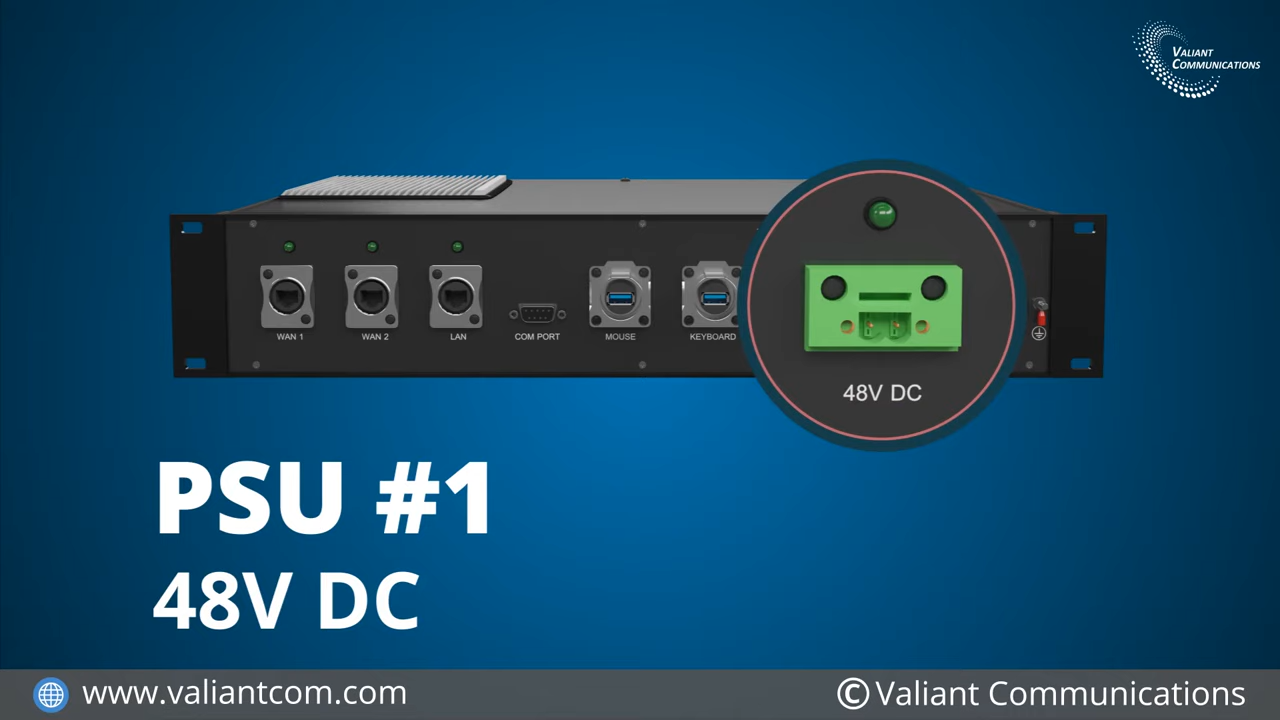 VALIANT
COMMUNICATIONS
WAN 1
WAN 2
LAN
COM PORT
MOUSE
KEYBOARD
48V DC
PSU #1
48V DC
www.valiantcom.com
© Valiant Communications